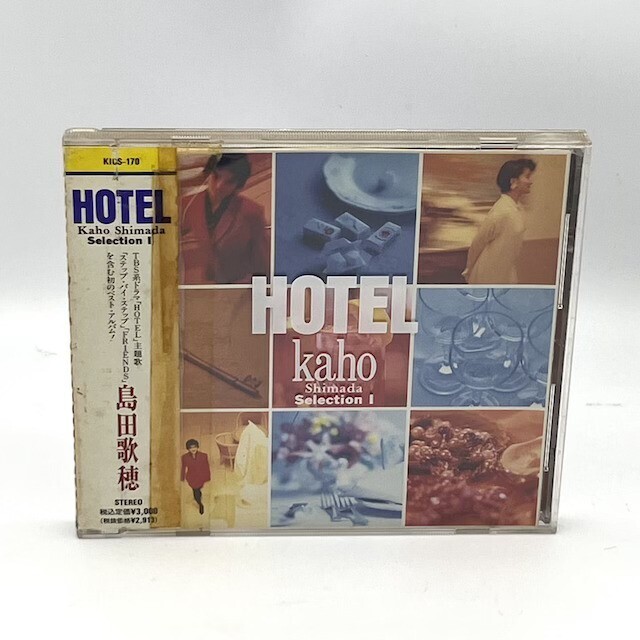 KICS-170
HOTEL
Kaho Shimada
Selection I
TBS系ドラマ「HOTEL」主題歌
「ステップ・バイ・ステップ」「FRIENDS」
を含む初のベスト・アルバム!
島田歌穂
STEREO
税込定価¥3,000
(税抜価格¥2,913)
HOTEL
kaho
Shimada
Selection I